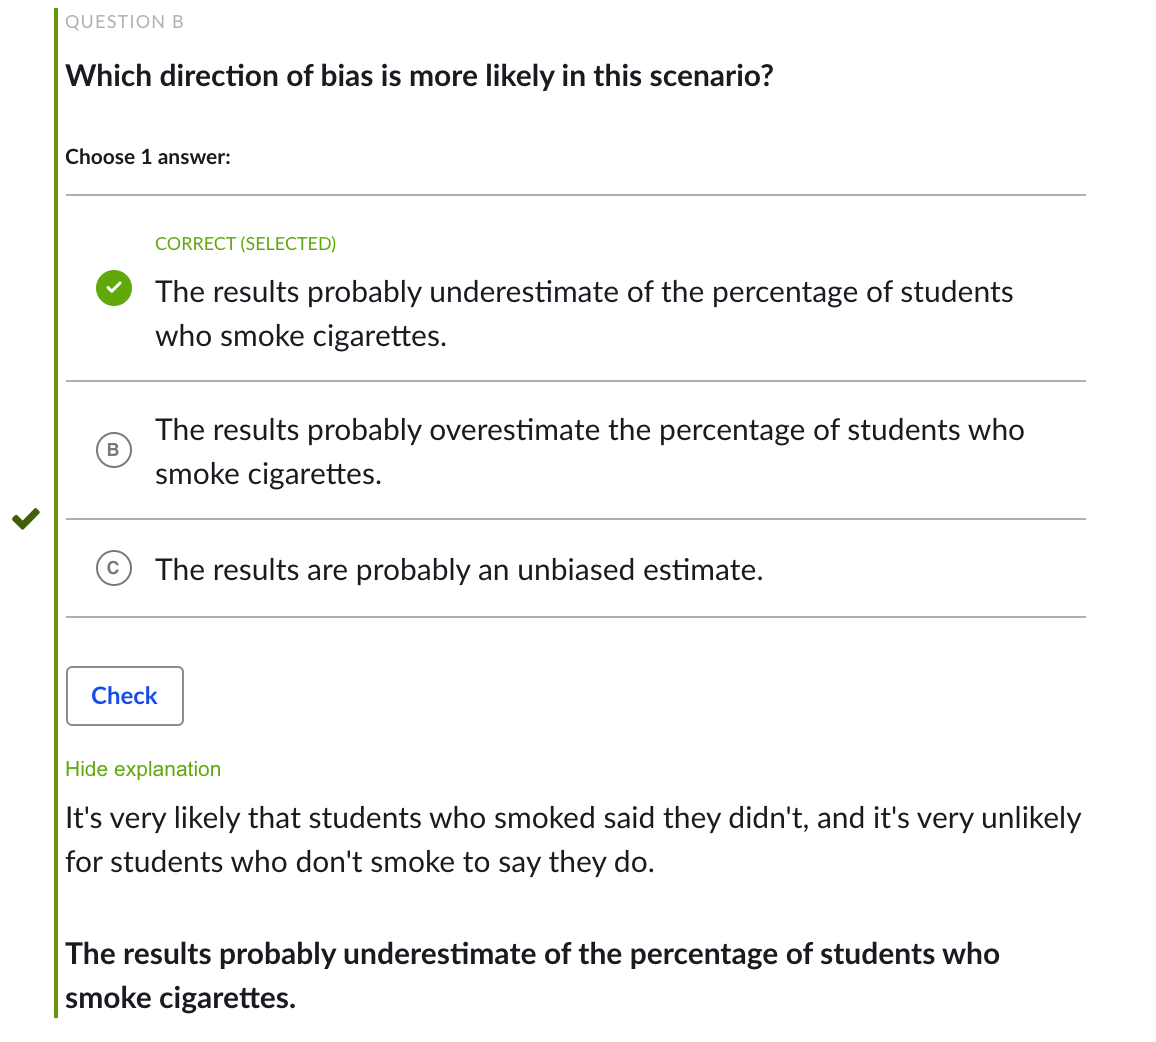 QUESTION B
Which direction of bias is more likely in this scenario?
Choose 1 answer:
CORRECT (SELECTED)
The results probably underestimate of the percentage of students
who smoke cigarettes.
B
The results probably overestimate the percentage of students who
smoke cigarettes.
C
The results are probably an unbiased estimate.
Check
Hide explanation
It's very likely that students who smoked said they didn't, and it's very unlikely
for students who don't smoke to say they do.
The results probably underestimate of the percentage of students who
smoke cigarettes.